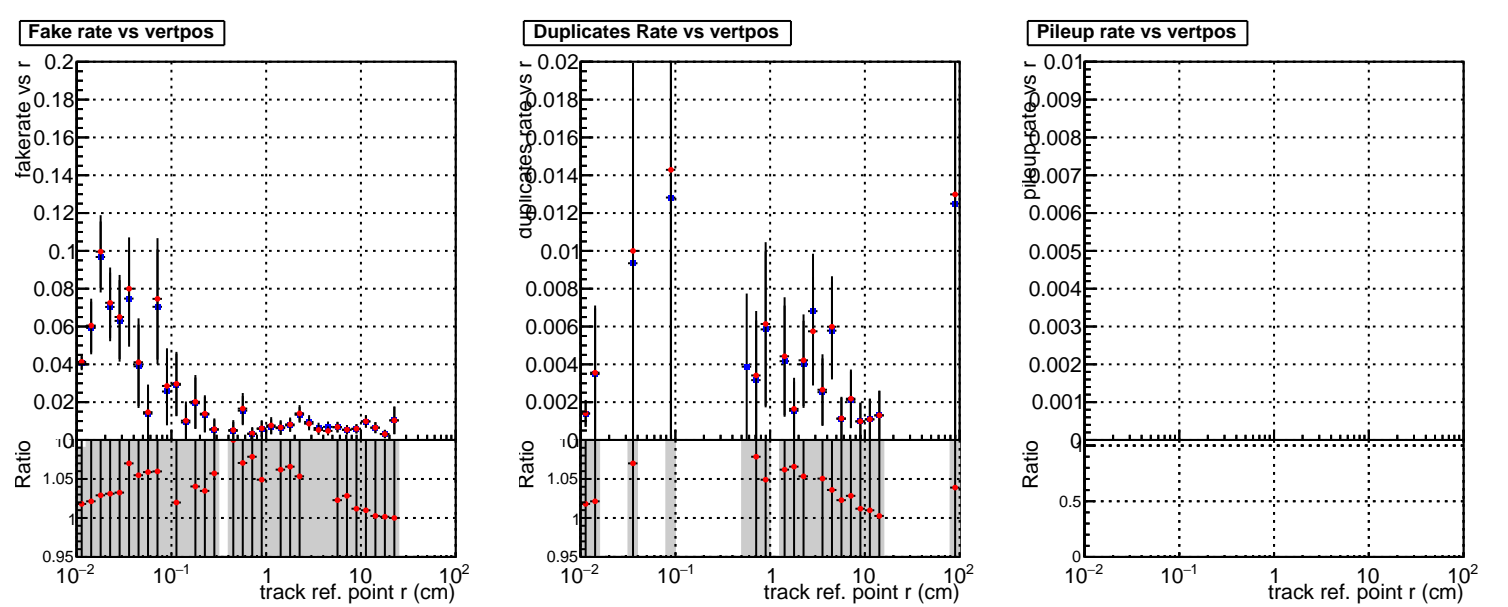 Fake rate vs vertpos
fakerate vs r
0.2
0.18
0.16
0.14
0.12
0.1
0.08
0.06
0.04
0.02
0
Ratio
1.05
1
0.95
10−2 10−1 1 10 102
track ref. point r (cm)
Duplicates Rate vs vertpos
duplicates rate vs r
0.02
0.018
0.016
0.014
0.012
0.01
0.008
0.006
0.004
0.002
0
Ratio
1.05
1
0.95
10−2 10−1 1 10 102
track ref. point r (cm)
Pileup rate vs vertpos
pileup rate vs r
0.01
0.009
0.008
0.007
0.006
0.005
0.004
0.003
0.002
0.001
0
Ratio
1
0.5
0
10−2 10−1 1 10 102
track ref. point r (cm)